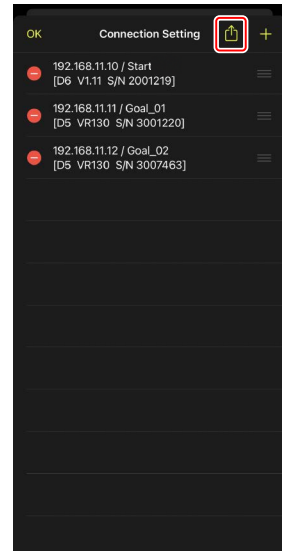 OK Connection Setting +
192.168.11.10 / Start
[D6 V1.11 S/N 2001219]
192.168.11.11 / Goal_01
[D5 VR130 S/N 3001220]
192.168.11.12 / Goal_02
[D5 VR130 S/N 3007463]